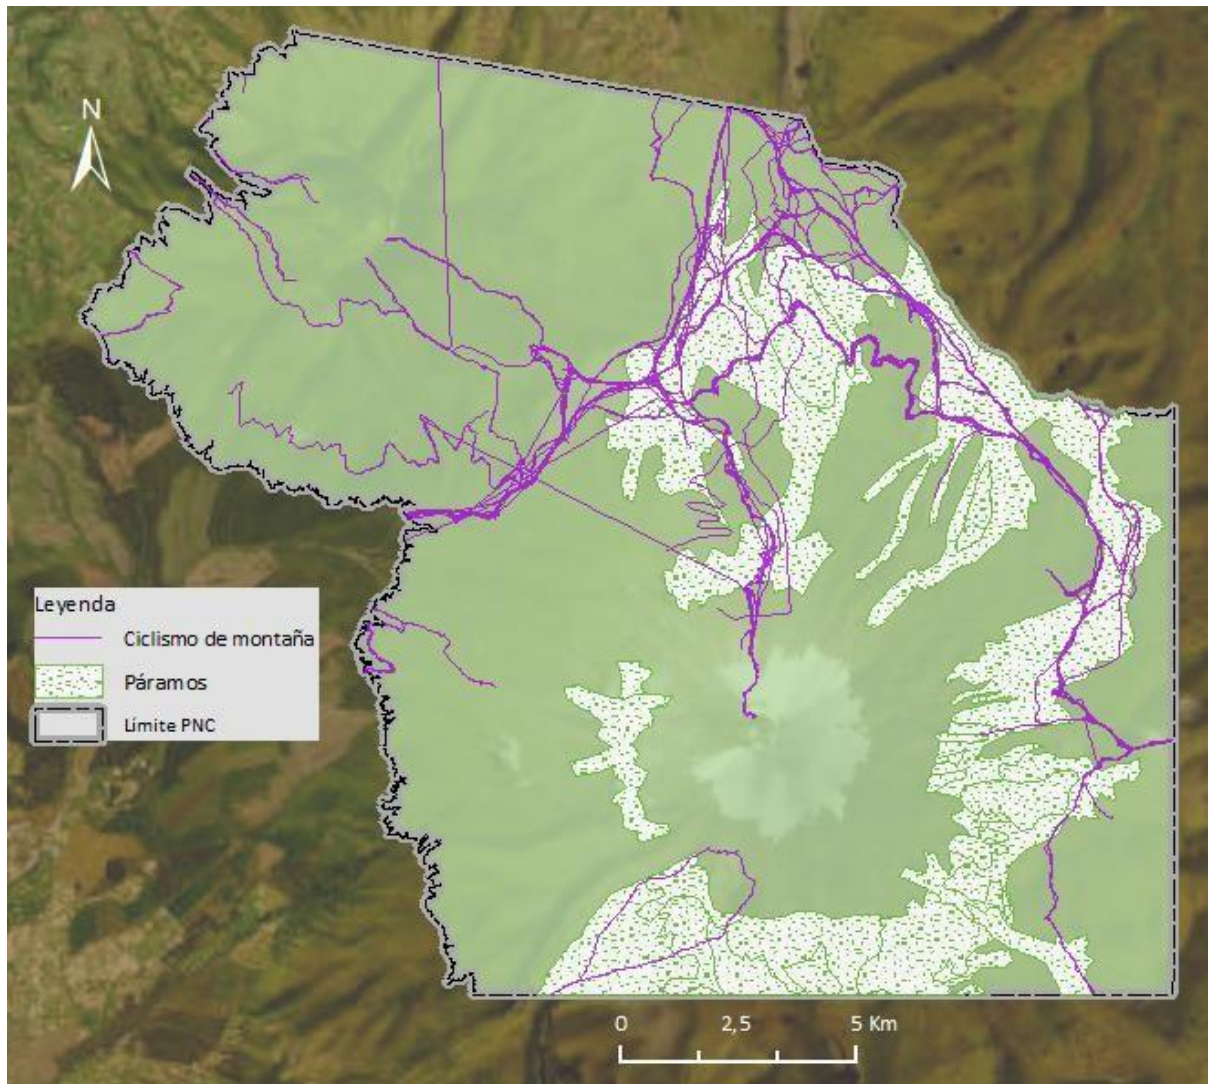 N
Leyenda
Ciclismo de montaña
Páramos
Límite PNC
0 2,5 5 Km